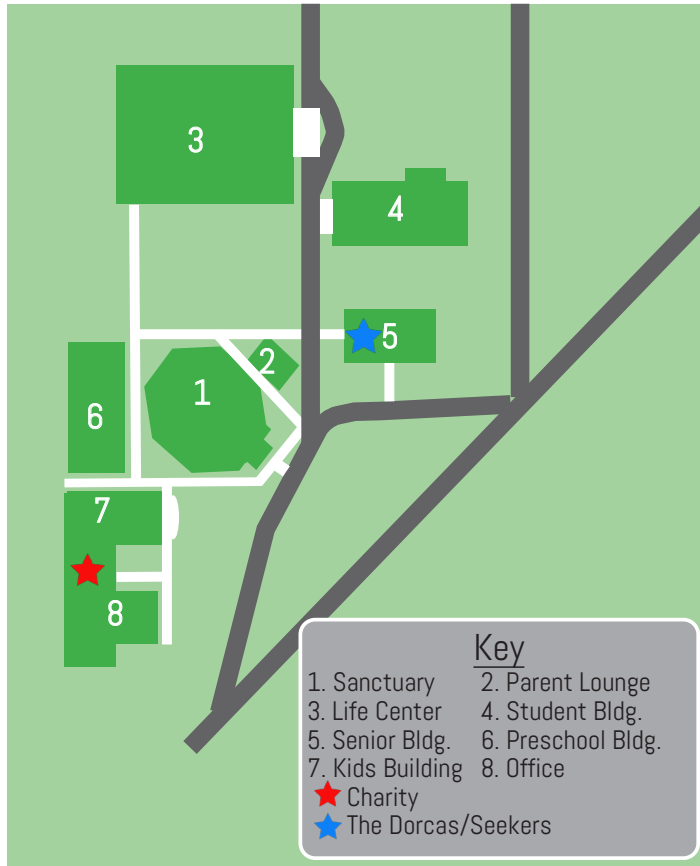 3
4
5
2
1
6
7
8
Key
1. Sanctuary 2. Parent Lounge
3. Life Center 4. Student Bldg.
5. Senior Bldg. 6. Preschool Bldg.
7. Kids Building 8. Office
Charity
The Dorcas/Seekers